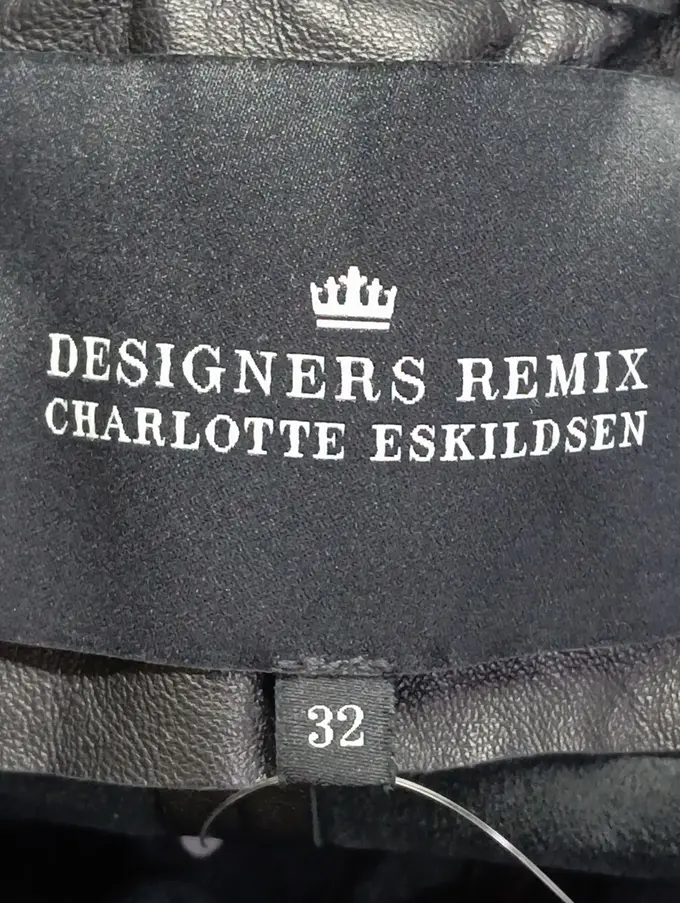 DESIGNERS REMIX
CHARLOTTE ESKILDSEN
32